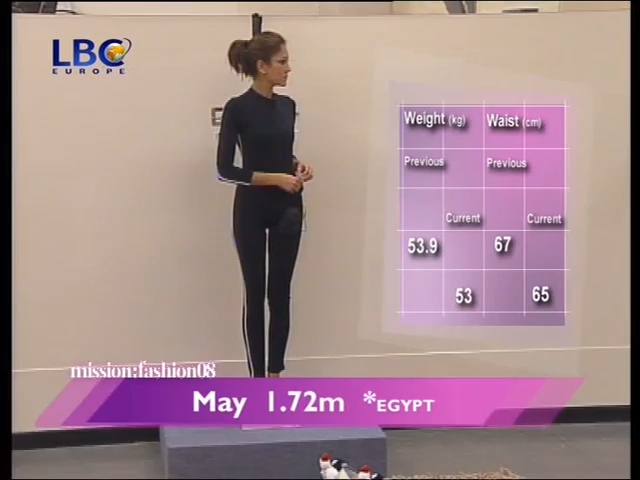 LBC
EUROPE
Weight (kg) Waist (cm)
Previous Previous
Current Current
53.9 67
53 65
mission:fashion08
May 1.72m *EGYPT